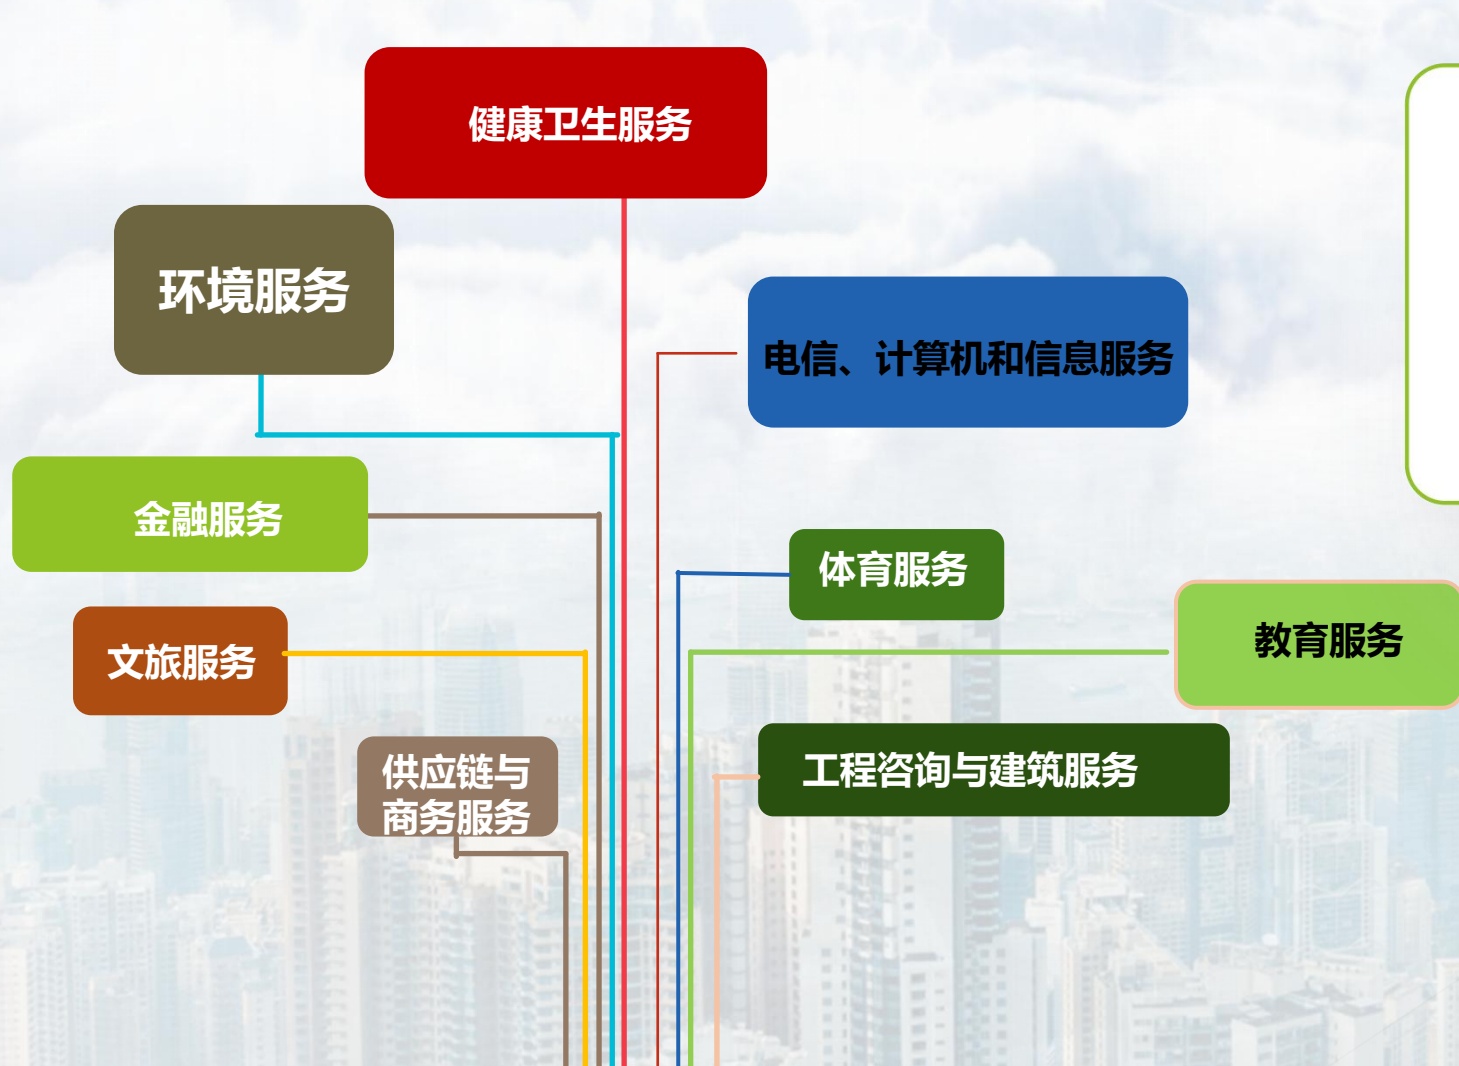 健康卫生服务
环境服务
电信、计算机和信息服务
金融服务
体育服务
教育服务
文旅服务
供应链与
商务服务
工程咨询与建筑服务